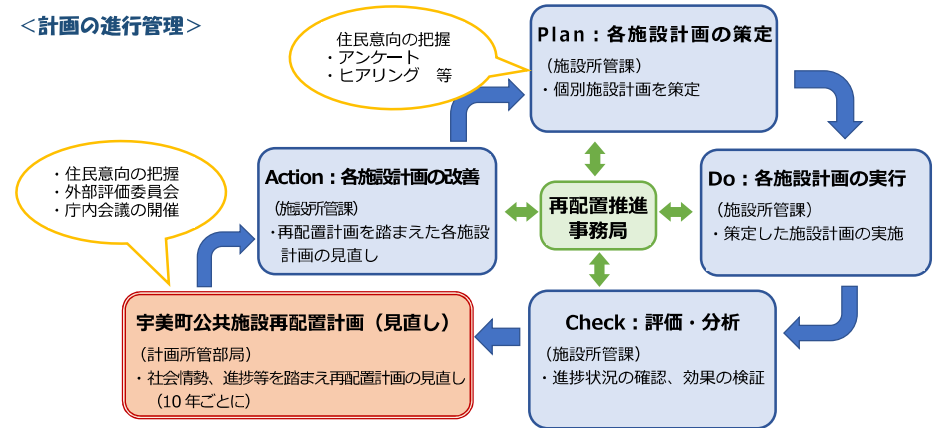 ＜計画の進行管理＞
住民意向の把握
・アンケート
・ヒアリング　等
Plan：各施設計画の策定
（施設所管課）
・個別施設計画を策定
・住民意向の把握
・外部評価委員会
・庁内会議の開催
Action：各施設計画の改善
（施設所管課）
・再配置計画を踏まえた各施設
計画の見直し
再配置推進
事務局
Do：各施設計画の実行
（施設所管課）
・策定した施設計画の実施
宇美町公共施設再配置計画（見直し）
（計画所管部局）
・社会情勢、進捗等を踏まえ再配置計画の見直し
（10 年ごとに）
Check：評価・分析
（施設所管課）
・進捗状況の確認、効果の検証